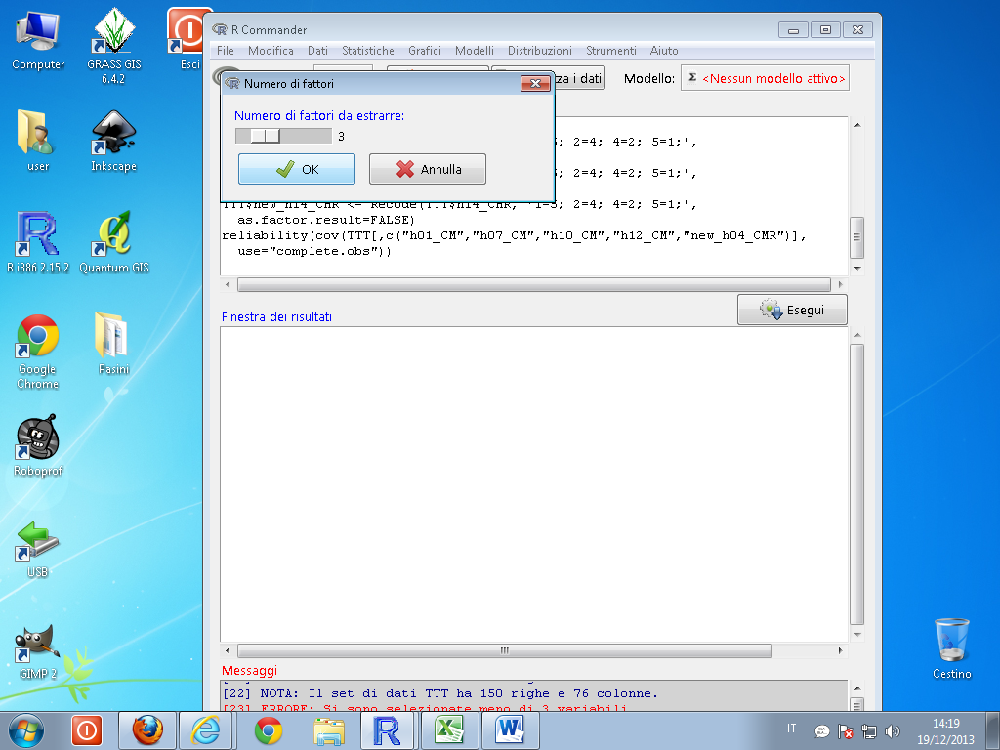 Computer
GRASS GIS
6.4.2
Esci
user
Inkscape
R i386 2.15.2
Quantum GIS
Google
Chrome
Pasini
Roboprof
USB
GIMP 2
Cestino
R Commander
File Modifica Dati Statistiche Grafici Modelli Distribuzioni Strumenti Aiuto
za i dati
Modello:
Σ <Nessun modello attivo>
Numero di fattori
Numero di fattori da estrarre:
3
OK
Annulla
; 2=4; 4=2; 5=1;',
; 2=4; 4=2; 5=1;',
TTT$new_h14_CMR <- Recode(TTT$h14_CMR, '1=5; 2=4; 4=2; 5=1;',
as.factor.result=FALSE)
reliability(cov(TTT[,c("h01_CM","h07_CM","h10_CM","h12_CM","new_h04_CMR")],
use="complete.obs"))
Esegui
Finestra dei risultati
Messaggi
[22] NOTA: Il set di dati TTT ha 150 righe e 76 colonne.
[23] ERRORE: Si sono selezionate meno di 3 variabili
IT
14:19
19/12/2013